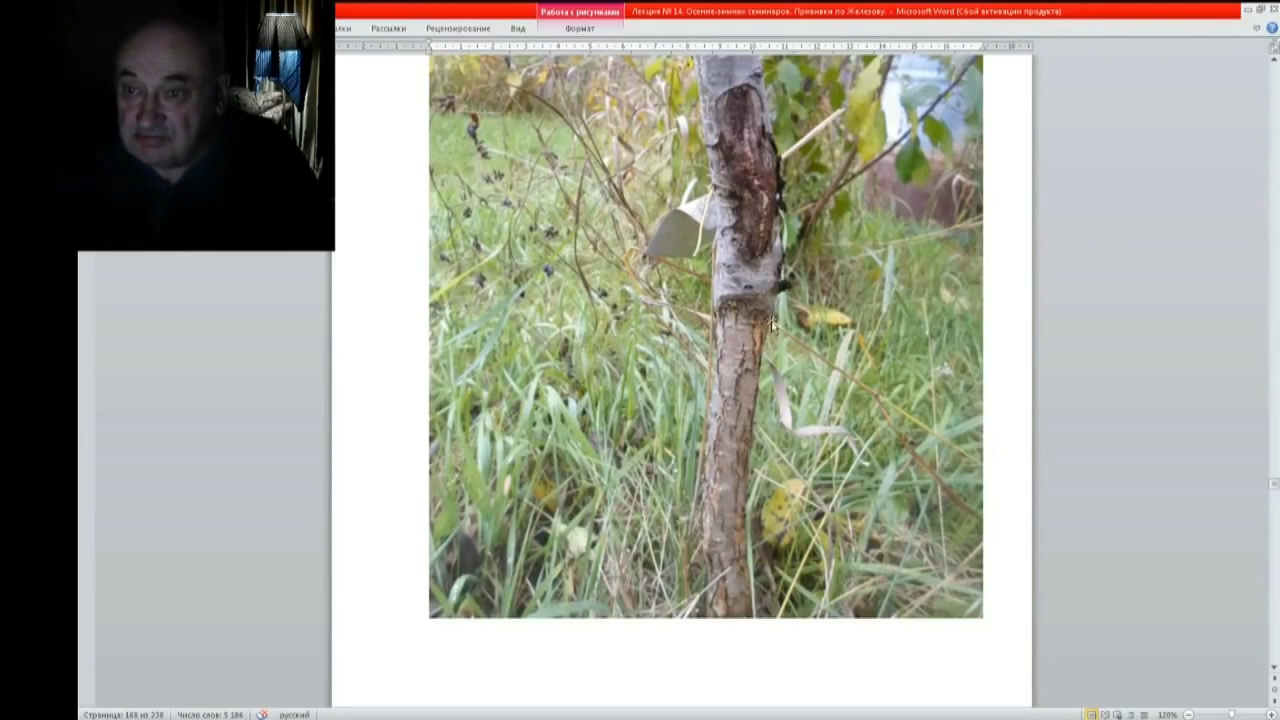 Работа с рисунками
Лекция № 14. Осенне-зимних семинаров. Прививки по Железову. - Microsoft Word (Сбой активации продукта)
Рассылки Рецензирование Вид Формат
Страница: 168 из 238 Число слов: 5 186 русский 120%